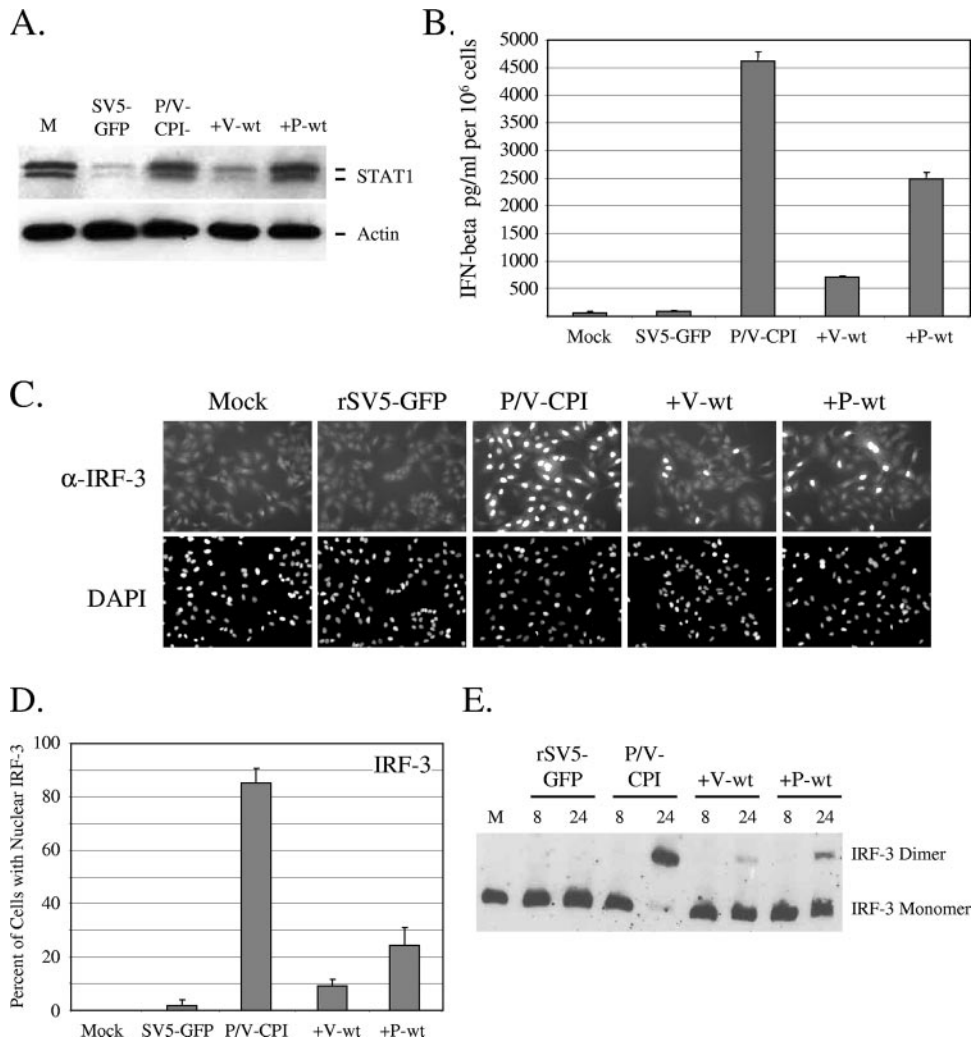 A.
M
SV5-
GFP
P/V-
CPI-
+V-wt
+P-wt
STAT1
Actin
B.
IFN-beta pg/ml per 10⁶ cells
5000
4500
4000
3500
3000
2500
2000
1500
1000
500
Mock
SV5-GFP
P/V-CPI
+V-wt
+P-wt
C.
Mock
rSV5-GFP
P/V-CPI
+V-wt
+P-wt
α-IRF-3
DAPI
D.
Percent of Cells with Nuclear IRF-3
100
80
60
40
20
0
IRF-3
Mock
SV5-GFP
P/V-CPI
+V-wt
+P-wt
E.
rSV5-
GFP
P/V-
CPI
+V-wt
+P-wt
M
8
24
8
24
8
24
8
24
IRF-3 Dimer
IRF-3 Monomer